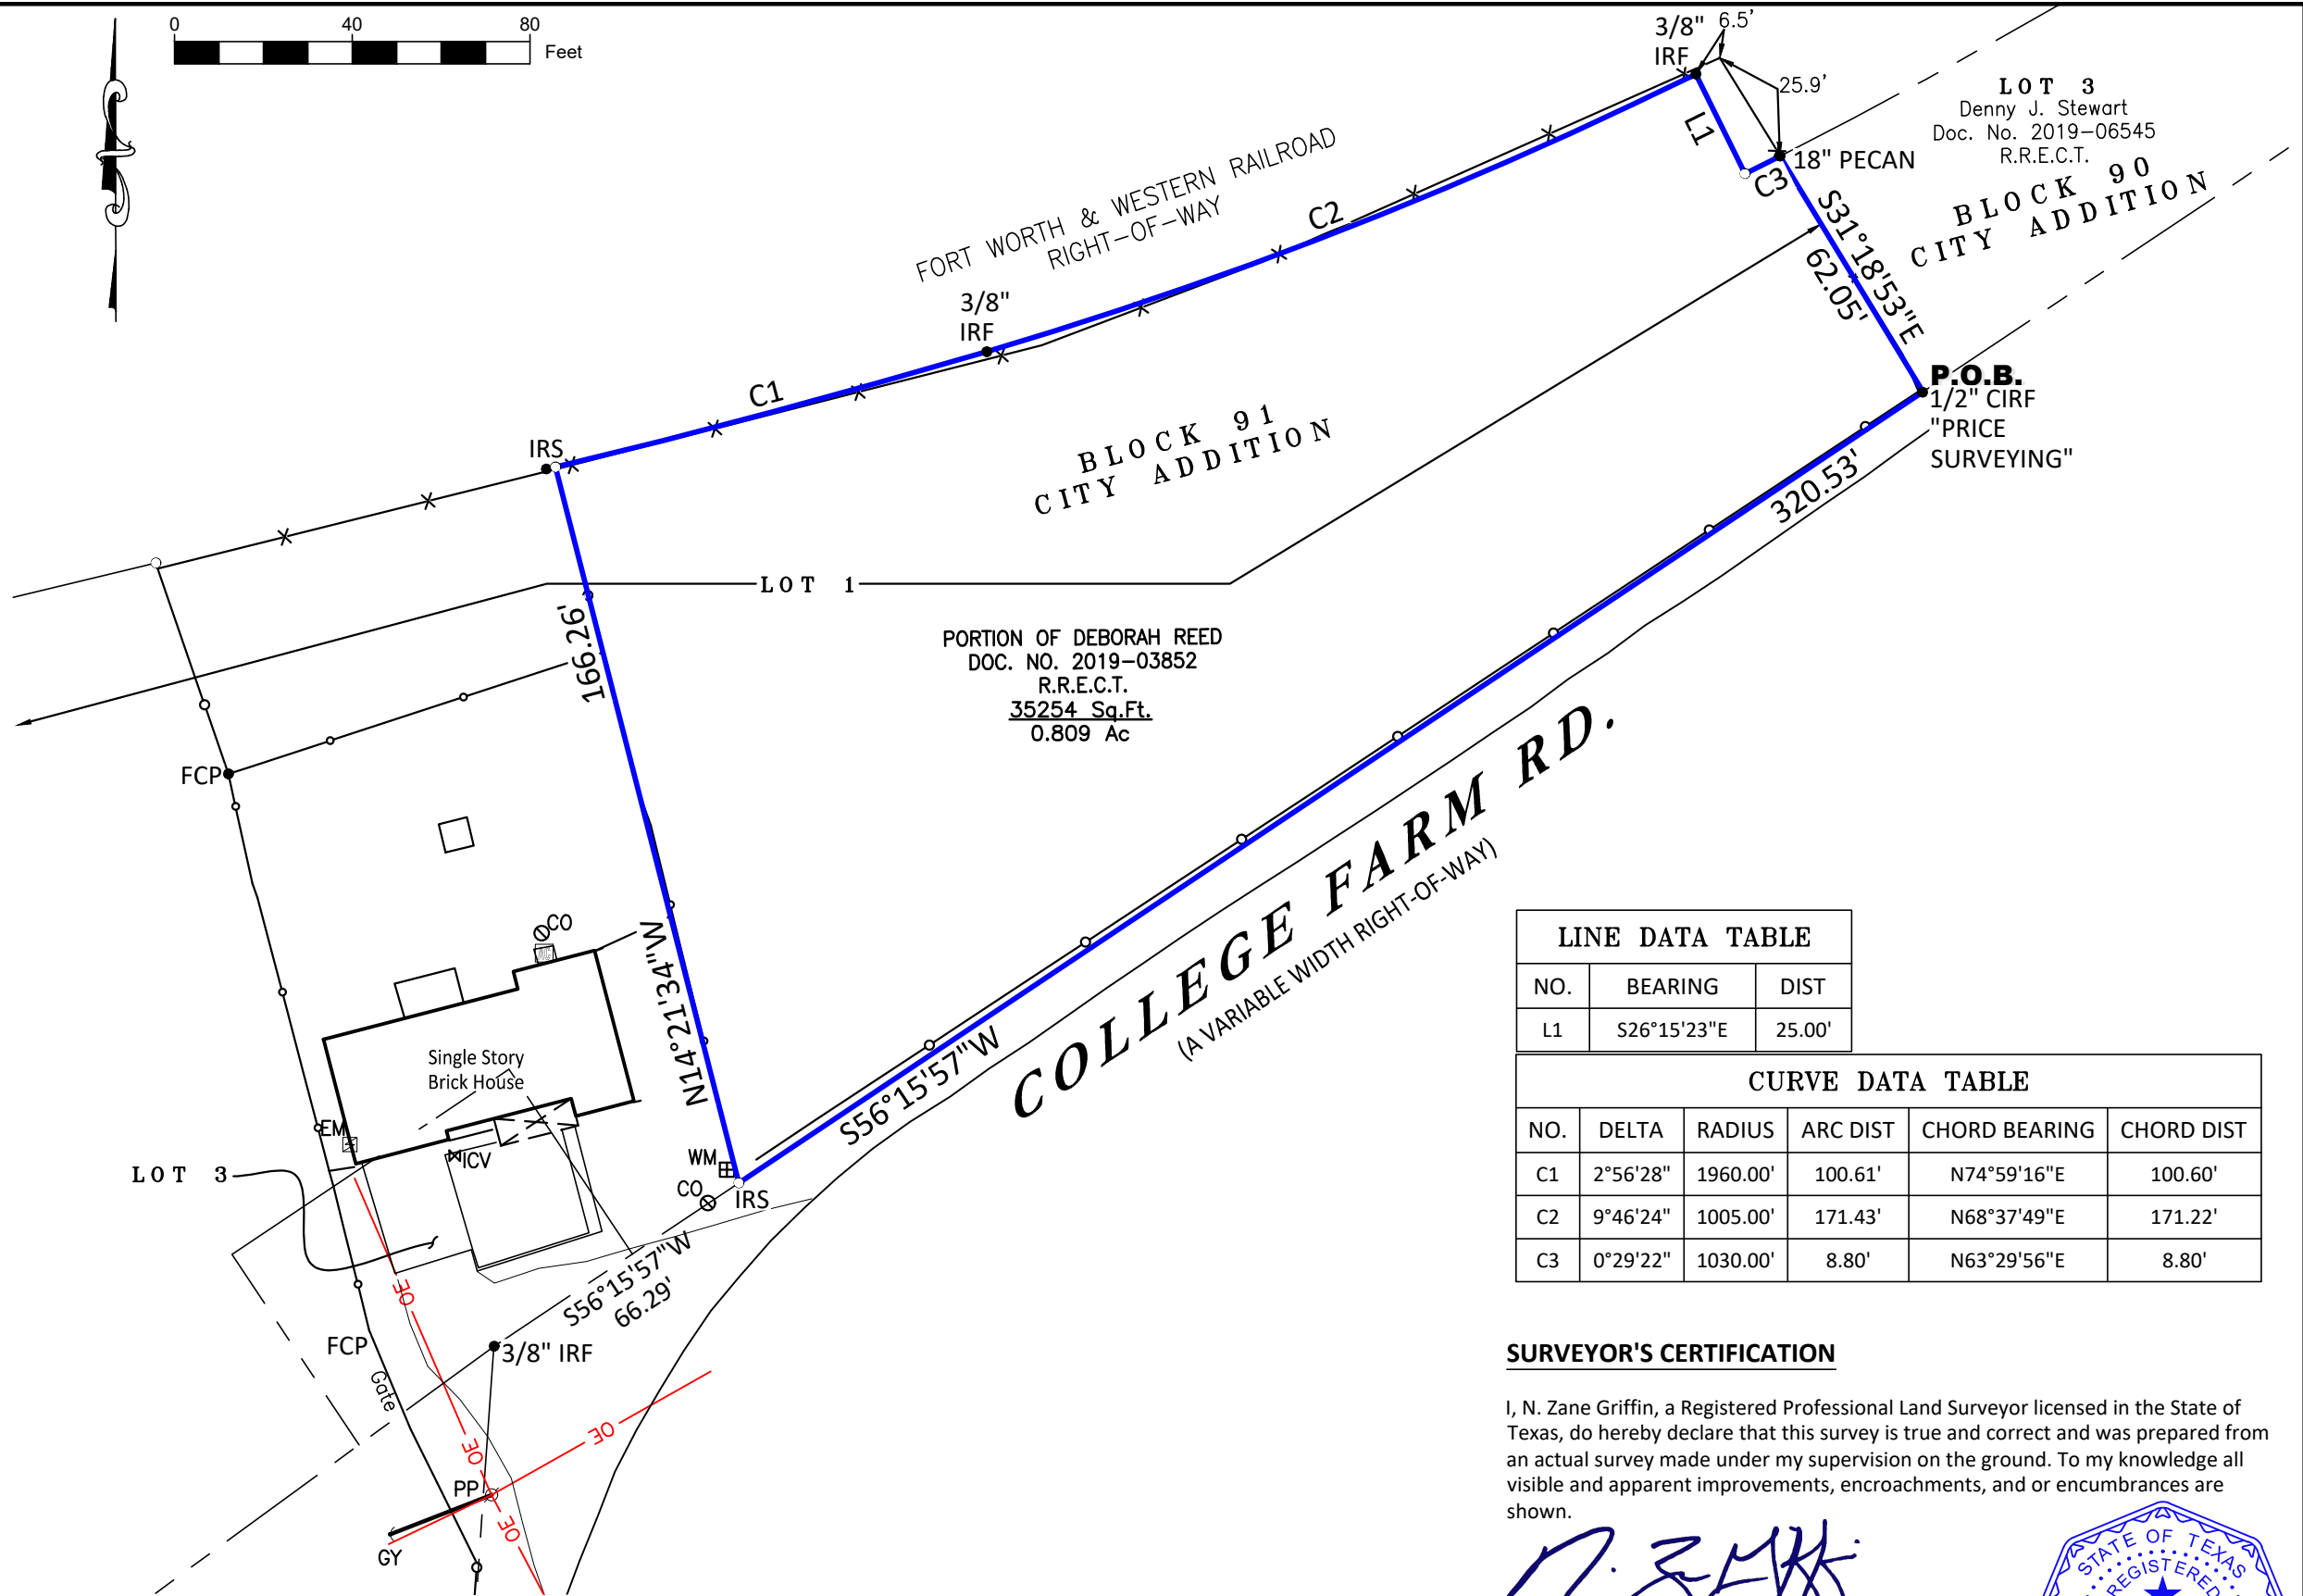 0 40 80
Feet
3/8"
IRF
6.5'
25.9'
L1
C3
18" PECAN
LOT 3
Denny J. Stewart
Doc. No. 2019-06545
R.R.E.C.T.
BLOCK 90
CITY ADDITION
FORT WORTH & WESTERN RAILROAD
RIGHT-OF-WAY
C2
S31°18'53"E
62.05'
3/8"
IRF
C1
P.O.B.
1/2" CIRF
"PRICE
SURVEYING"
IRS
BLOCK 91
CITY ADDITION
320.53'
LOT 1
166.26'
PORTION OF DEBORAH REED
DOC. NO. 2019-03852
R.R.E.C.T.
35254 Sq.Ft.
0.809 Ac
FCP
COLLEGE FARM RD.
(A VARIABLE WIDTH RIGHT-OF-WAY)
CO
N14°21'34"W
S56°15'57"W
Single Story
Brick House
EM
ICV
WM
CO
IRS
LOT 3
S56°15'57"W
66.29'
OE
FCP
3/8" IRF
Gate
OE
OE
PP
OE
GY
LINE DATA TABLE
NO. BEARING DIST
L1 S26°15'23"E 25.00'
CURVE DATA TABLE
NO. DELTA RADIUS ARC DIST CHORD BEARING CHORD DIST
C1 2°56'28" 1960.00' 100.61' N74°59'16"E 100.60'
C2 9°46'24" 1005.00' 171.43' N68°37'49"E 171.22'
C3 0°29'22" 1030.00' 8.80' N63°29'56"E 8.80'
SURVEYOR'S CERTIFICATION
I, N. Zane Griffin, a Registered Professional Land Surveyor licensed in the State of
Texas, do hereby declare that this survey is true and correct and was prepared from
an actual survey made under my supervision on the ground. To my knowledge all
visible and apparent improvements, encroachments, and or encumbrances are
shown.
STATE OF TEXAS
REGISTERED